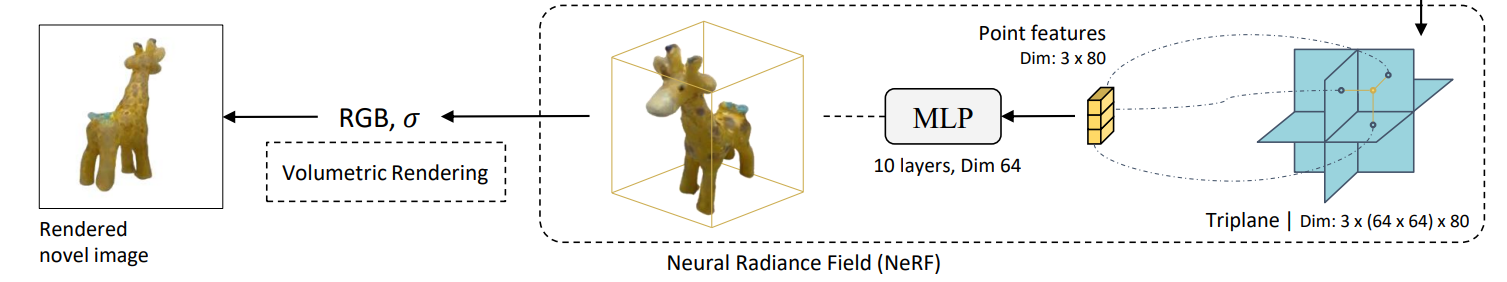 Point features
Dim: 3 x 80
RGB, σ
MLP
Volumetric Rendering
10 layers, Dim 64
Triplane | Dim: 3 x (64 x 64) x 80
Rendered
novel image
Neural Radiance Field (NeRF)